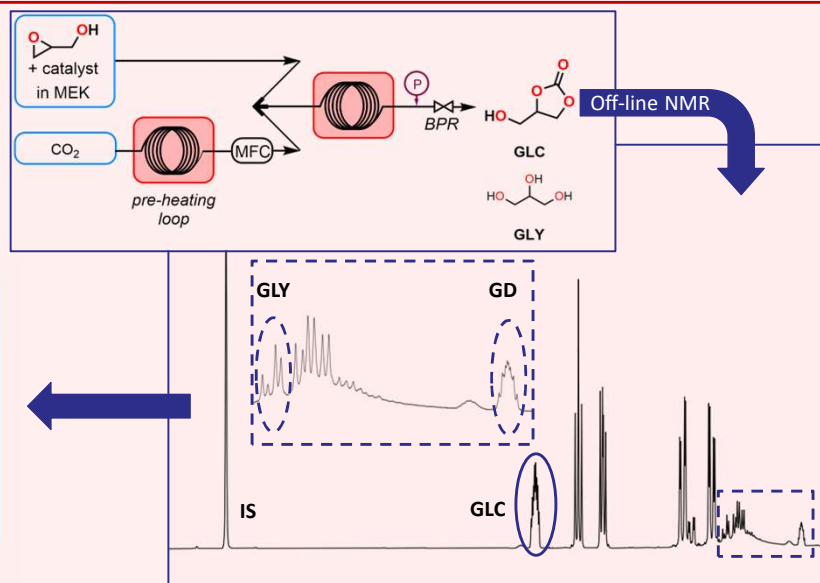 O
OH
+ catalyst
in MEK
CO2
MFC
pre-heating
loop
P
BPR
O
O
O
HO
GLC
Off-line NMR
OH
HO
OH
GLY
GLY
GD
IS
GLC